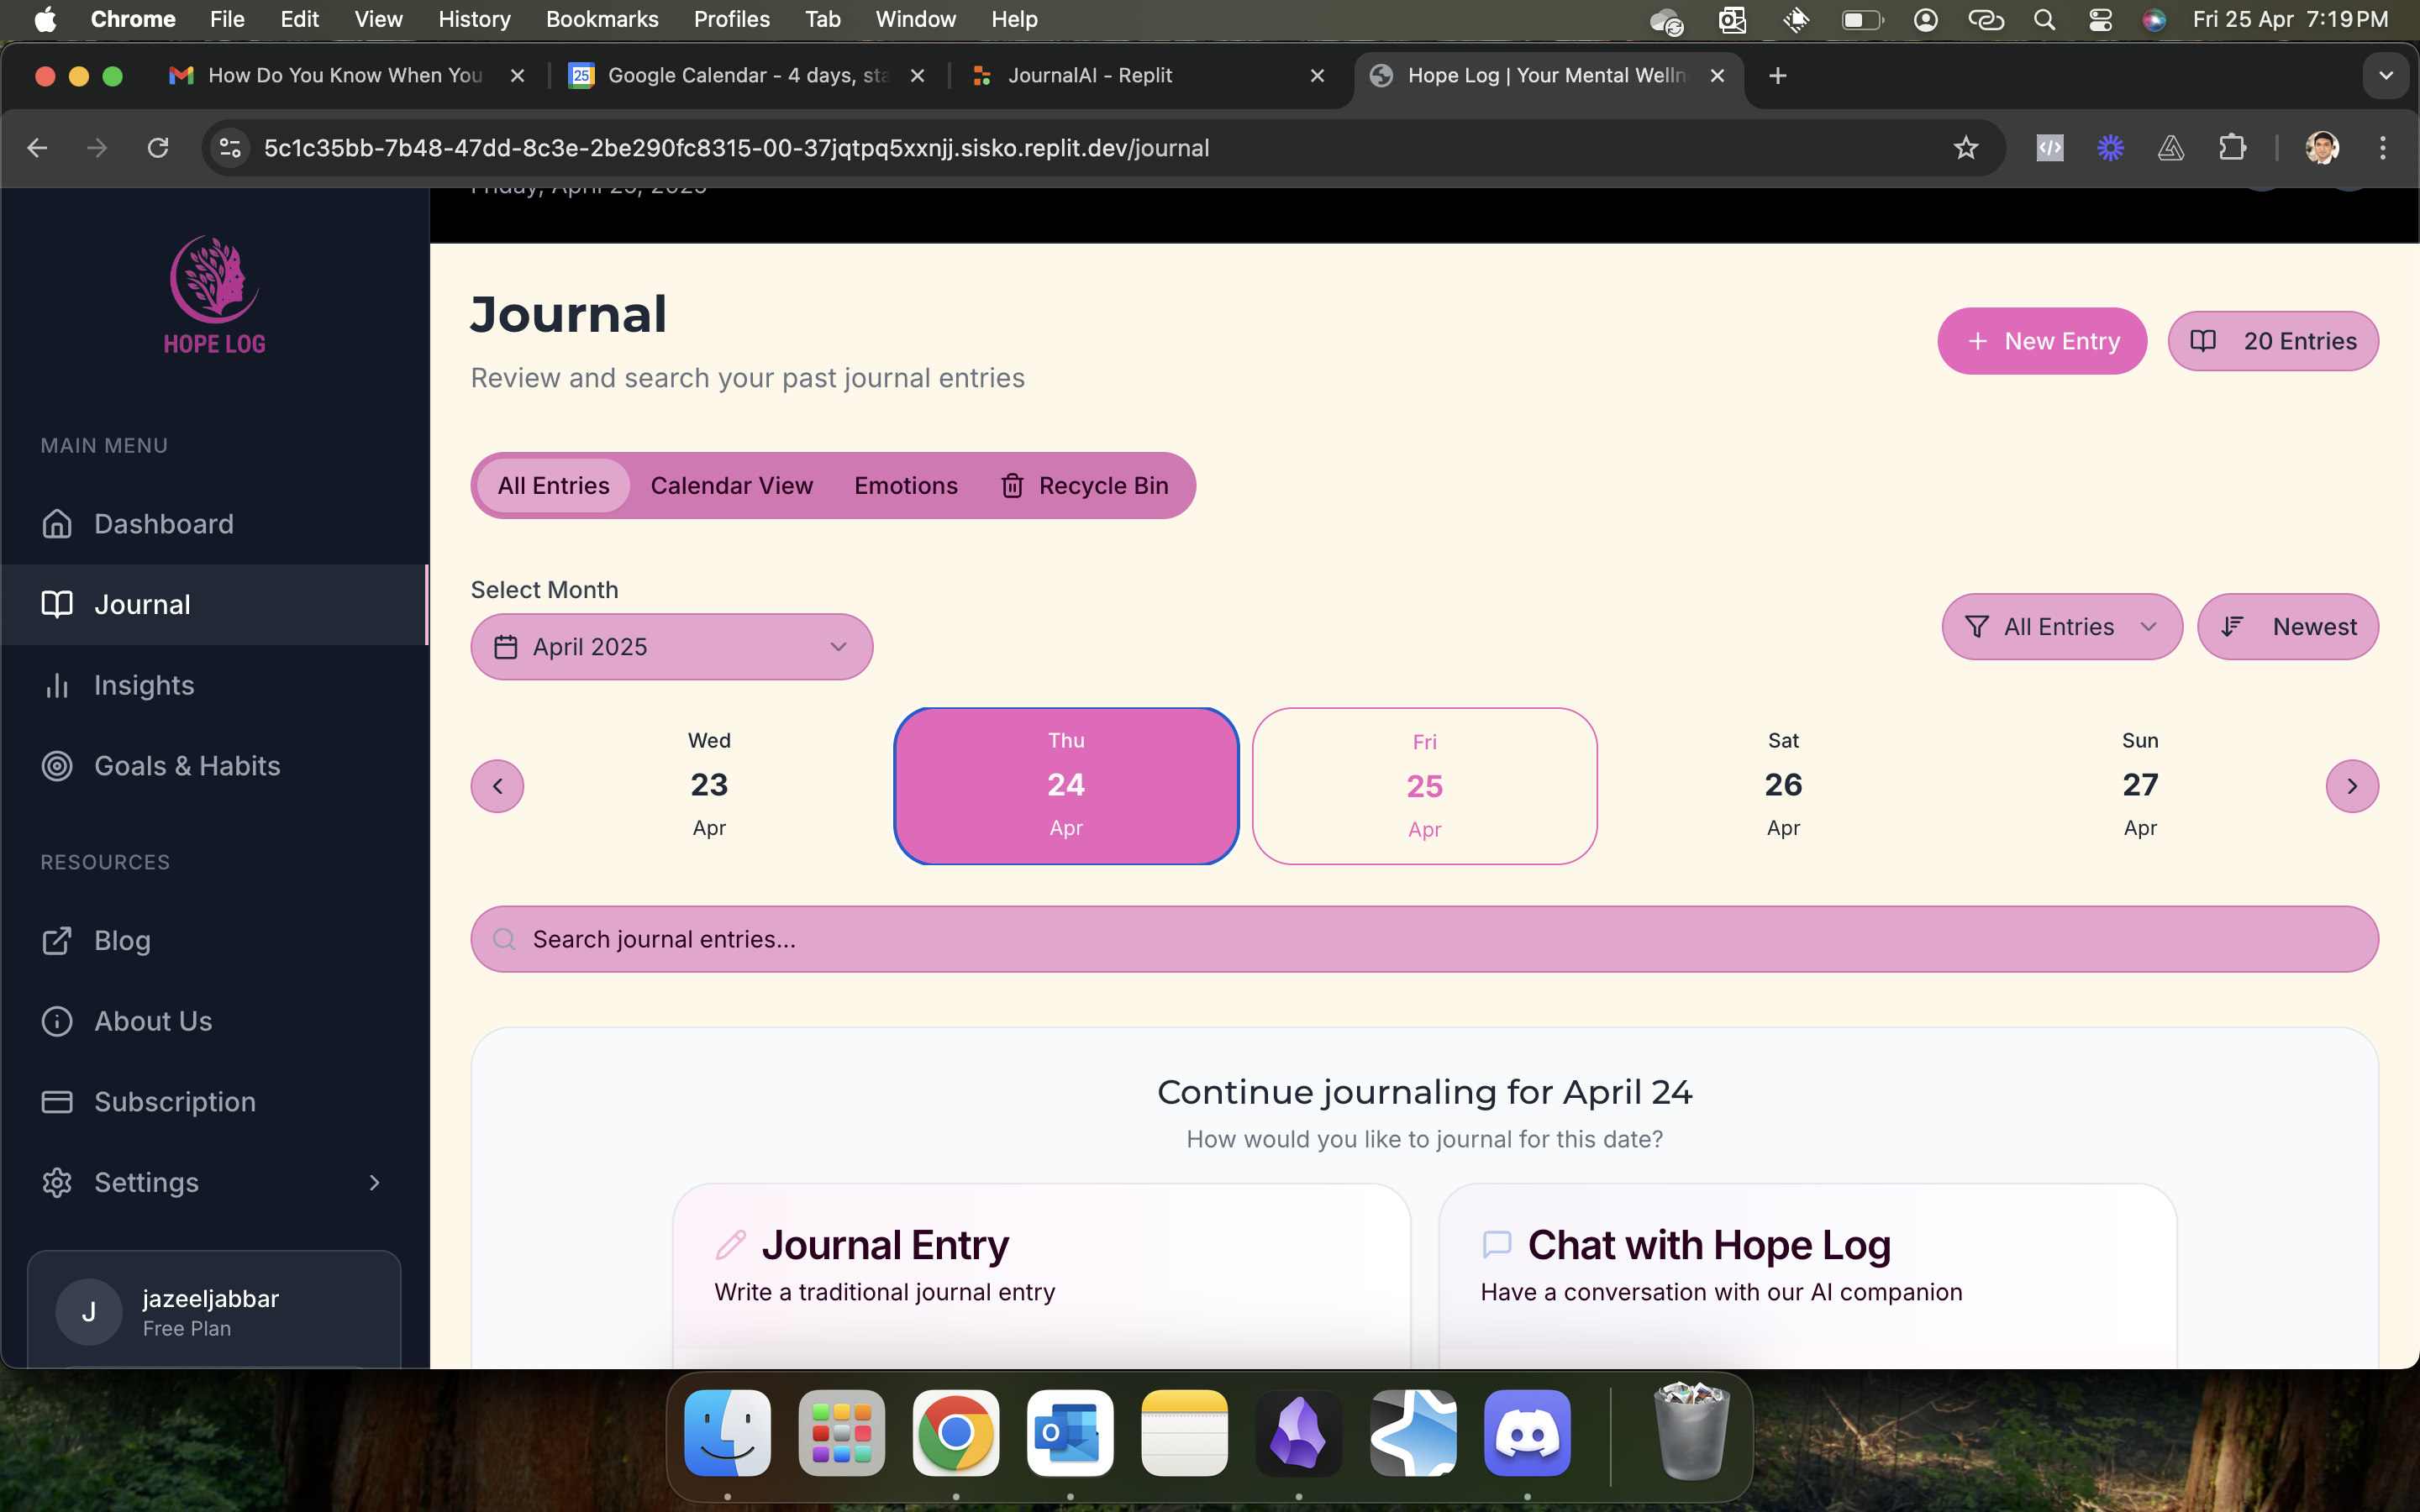 Chrome File Edit View History Bookmarks Profiles Tab Window Help Fri 25 Apr 7:19 PM
How Do You Know When You
25 Google Calendar - 4 days, sta
JournalAI - Replit
Hope Log | Your Mental Welln
5c1c35bb-7b48-47dd-8c3e-2be290fc8315-00-37jqtpq5xxnjj.sisko.replit.dev/journal
Friday, April 25, 2025
HOPE LOG
MAIN MENU
Dashboard
Journal
Insights
Goals & Habits
RESOURCES
Blog
About Us
Subscription
Settings
J
jazeeljabbar
Free Plan
Journal
Review and search your past journal entries
+ New Entry
20 Entries
All Entries Calendar View Emotions Recycle Bin
Select Month
April 2025
All Entries
Newest
Wed
23
Apr
Thu
24
Apr
Fri
25
Apr
Sat
26
Apr
Sun
27
Apr
Search journal entries...
Continue journaling for April 24
How would you like to journal for this date?
Journal Entry
Write a traditional journal entry
Chat with Hope Log
Have a conversation with our AI companion